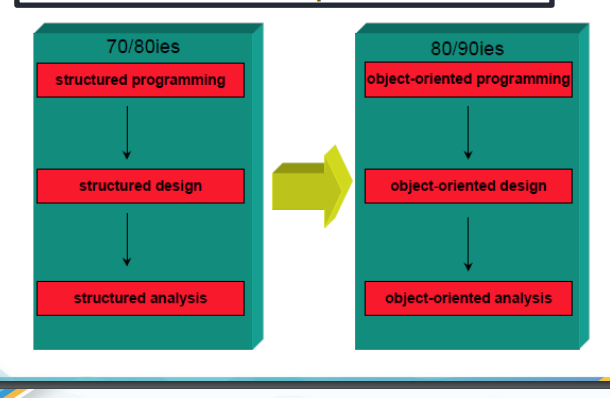 70/80ies
structured programming
structured design
structured analysis
80/90ies
object-oriented programming
object-oriented design
object-oriented analysis